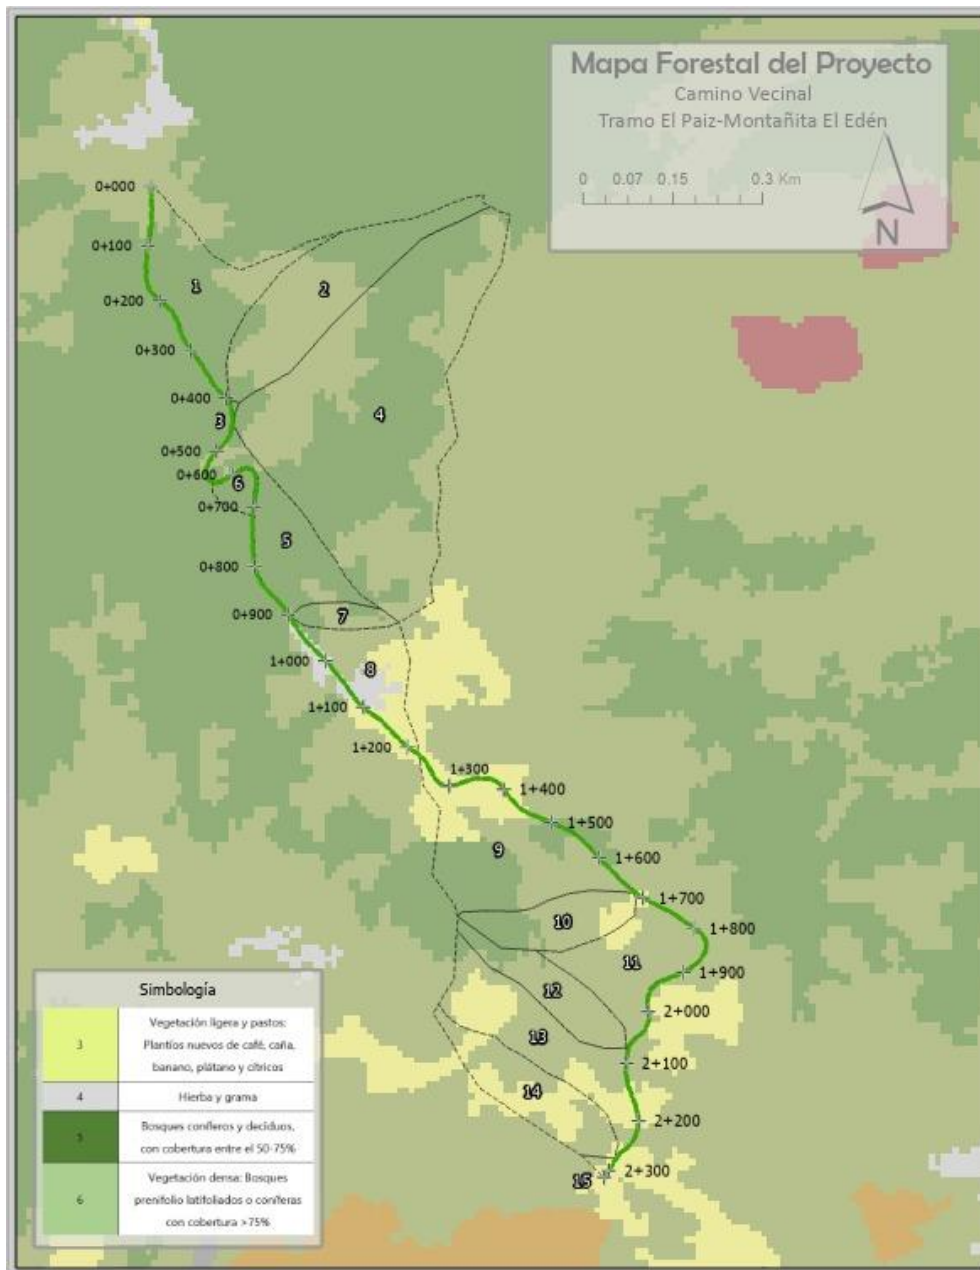 Mapa Forestal del Proyecto
Camino Vecinal
Tramo El Paiz-Montañita El Edén
0 0.07 0.15 0.3 Km
N
0+000
0+100
1
2
0+200
0+300
0+400
3
4
0+500
0+600
6
0+700
5
0+800
0+900
7
1+000
8
1+100
1+200
1+300
1+400
1+500
9
1+600
1+700
10
1+800
11
1+900
12
2+000
13
2+100
14
2+200
2+300
15
Simbología
3
Vegetación ligera y pastos:
Plantíos nuevos de café, caña,
banano, plátano y cítricos
4
Hierba y grama
5
Bosques coníferos y deciduos,
con cobertura entre el 50-75%
6
Vegetación densa: Bosques
prenifolio latifoliados o coníferas
con cobertura >75%